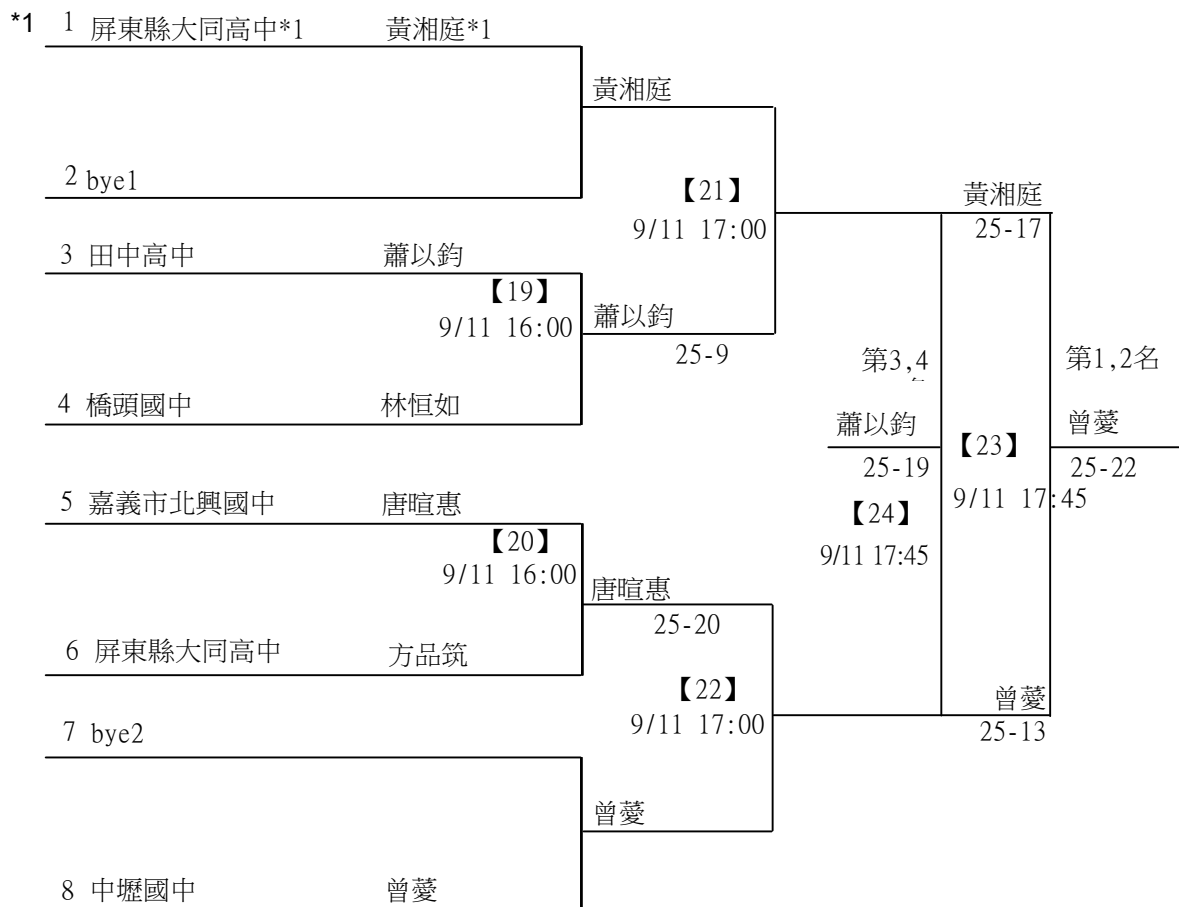 *1 1 屏東縣大同高中*1 黃湘庭*1
黃湘庭
2 bye1
【21】
9/11 17:00
黃湘庭
25-17
3 田中高中 蕭以鈞
【19】
9/11 16:00
蕭以鈞
25-9
第3,4
第1,2名
4 橋頭國中 林恒如
蕭以鈞
25-19
【23】
9/11 17:45
曾薆
25-22
5 嘉義市北興國中 唐暄惠
【24】
9/11 17:45
【20】
9/11 16:00
唐暄惠
25-20
6 屏東縣大同高中 方品筑
【22】
9/11 17:00
曾薆
25-13
7 bye2
曾薆
8 中壢國中 曾薆